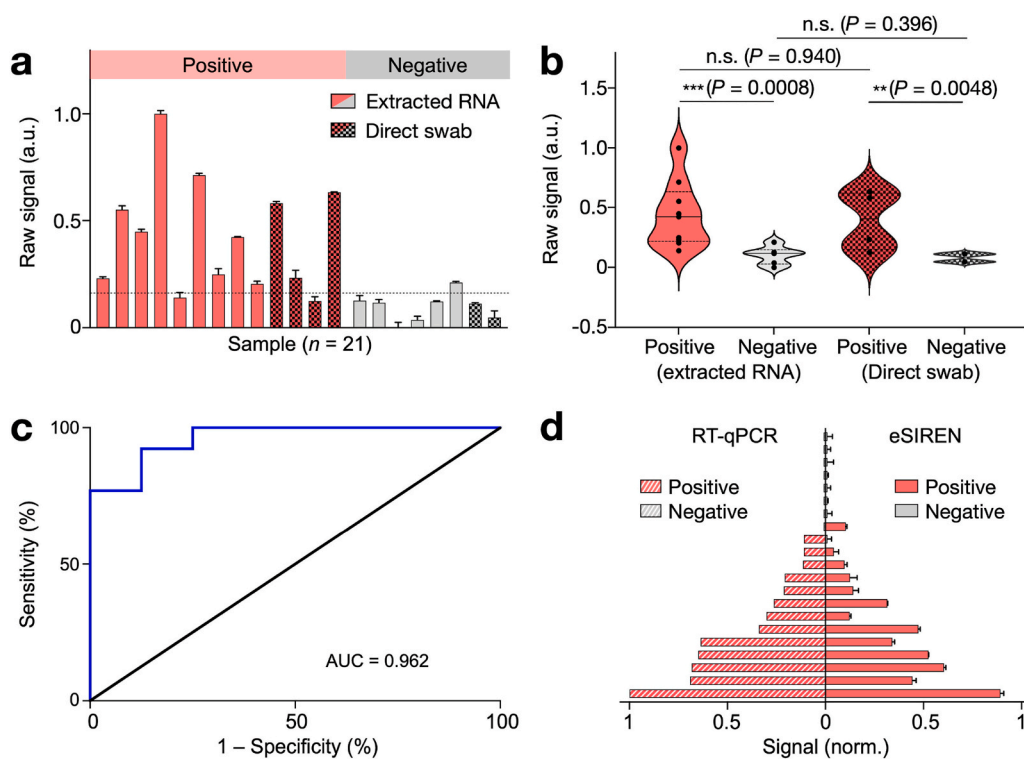 a
Positive
Negative
Extracted RNA
Direct swab
Raw signal (a.u.)
1.0
0.5
0
Sample (n = 21)
b
n.s. (P = 0.396)
n.s. (P = 0.940)
***(P = 0.0008)
**(P = 0.0048)
Raw signal (a.u.)
1.5
1.0
0.5
0
-0.5
Positive
(extracted RNA)
Negative
Positive
(Direct swab)
Negative
c
Sensitivity (%)
100
50
0
AUC = 0.962
0
50
100
1 – Specificity (%)
d
RT-qPCR
eSIREN
Positive
Negative
Positive
Negative
1
0.5
0
0.5
1
Signal (norm.)